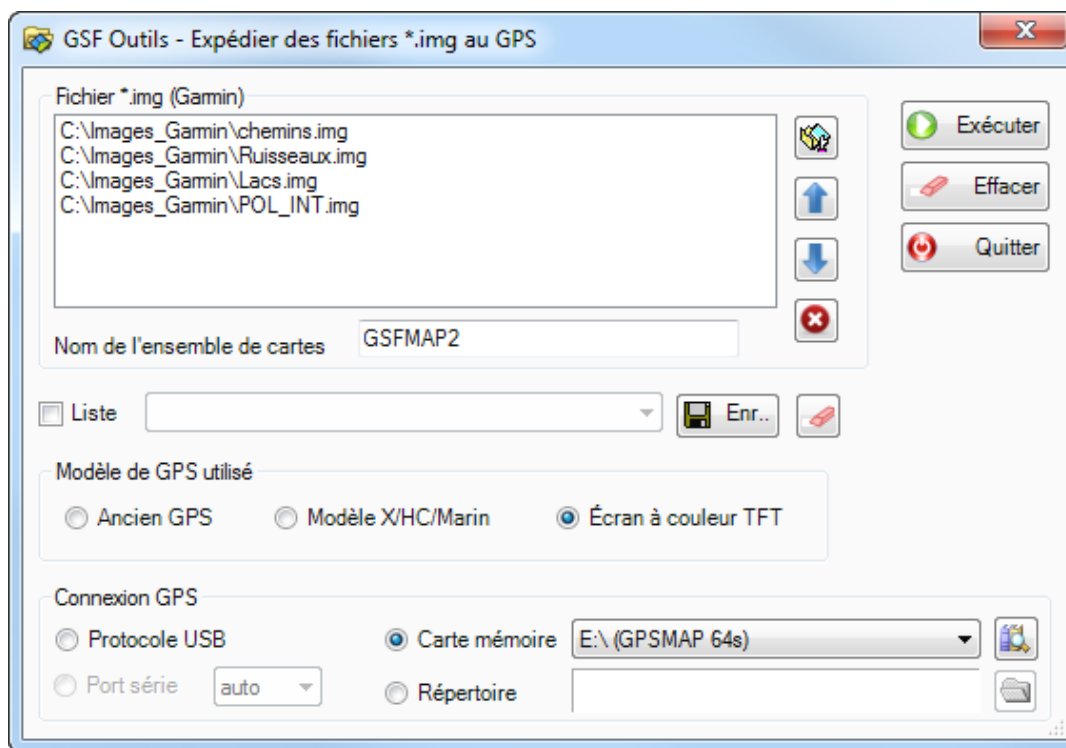 GSF Outils - Expédier des fichiers *.img au GPS
Fichier *.img (Garmin)
C:\Images_Garmin\chemins.img
C:\Images_Garmin\Ruisseaux.img
C:\Images_Garmin\Lacs.img
C:\Images_Garmin\POL_INT.img
Nom de l'ensemble de cartes GSFMAP2
Exécuter
Effacer
Quitter
Liste Enr..
Modèle de GPS utilisé
Ancien GPS Modèle X/HC/Marin Écran à couleur TFT
Connexion GPS
Protocole USB Carte mémoire E:\ (GPSMAP 64s)
Port série auto Répertoire